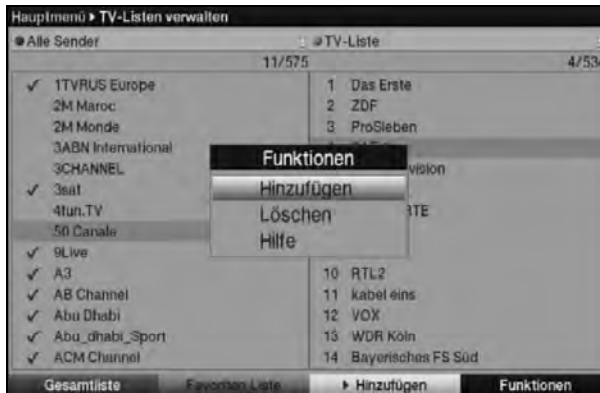 Hauptmenü ▸ TV-Listen verwalten
Alle Sender
11/575
✓ 1TVRUS Europe
2M Maroc
2M Monde
3ABN International
3CHANNEL
✓ 3sat
4fun.TV
50 Canale
✓ 9Live
✓ A3
✓ AB Channel
✓ Abu Dhabi
✓ Abu_dhabi_Sport
✓ ACM Channel
TV-Liste
4/534
1 Das Erste
2 ZDF
3 ProSieben
vision
RTE
10 RTL2
11 kabel eins
12 VOX
13 WDR Köln
14 Bayerisches FS Süd
Funktionen
Hinzufügen
Löschen
Hilfe
Gesamtliste
Favoriten Liste
▸ Hinzufügen
Funktionen